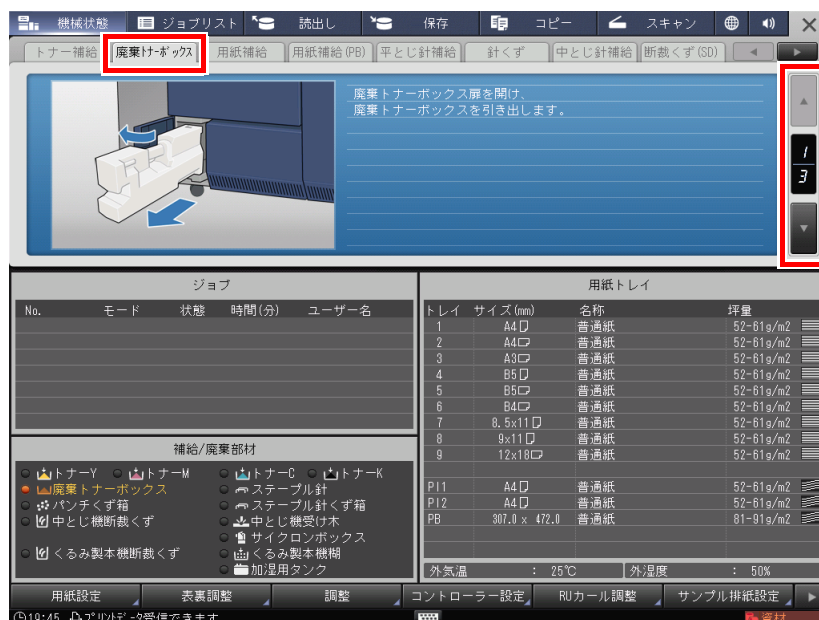 機械状態 ジョブリスト 読出し 保存 コピー スキャン
トナー補給 廃棄トナーボックス 用紙補給 用紙補給(PB) 平とじ針補給 針くず 中とじ針補給 断裁くず(SD)
廃棄トナーボックス扉を開け、
廃棄トナーボックスを引き出します。
1
3
ジョブ
No. モード 状態 時間(分) ユーザー名
用紙トレイ
トレイ サイズ(mm) 名称 坪量
1 A4 普通紙 52-61g/m2
2 A4 普通紙 52-61g/m2
3 A3 普通紙 52-61g/m2
4 B5 普通紙 52-61g/m2
5 B5 普通紙 52-61g/m2
6 B4 普通紙 52-61g/m2
7 8.5x11 普通紙 52-61g/m2
8 9x11 普通紙 52-61g/m2
9 12x18 普通紙 52-61g/m2
PI1 A4 普通紙 52-61g/m2
PI2 A4 普通紙 52-61g/m2
PB 307.0 x 472.0 普通紙 81-91g/m2
外気温 : 25℃ 外湿度 : 50%
補給/廃棄部材
トナーY トナーM トナーC トナーK
廃棄トナーボックス ステープル針
パンチくず箱 ステープル針くず箱
中とじ機断裁くず 中とじ機受け木
サイクロンボックス
くるみ製本機断裁くず くるみ製本機糊
加湿用タンク
用紙設定 表裏調整 調整 コントローラー設定 RUカール調整 サンプル排紙設定
19:45 プリントデータ受信できます 資材